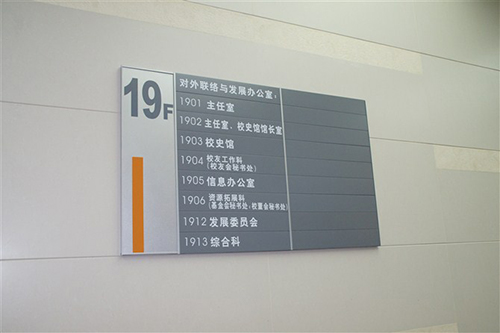 19F
对外联络与发展办公室：
1901 主任室
1902 主任室、校史馆馆长室
1903 校史馆
1904 校友工作科
（校友会秘书处）
1905 信息办公室
1906 资源拓展科
（基金会秘书处、校董会秘书处）
1912 发展委员会
1913 综合科